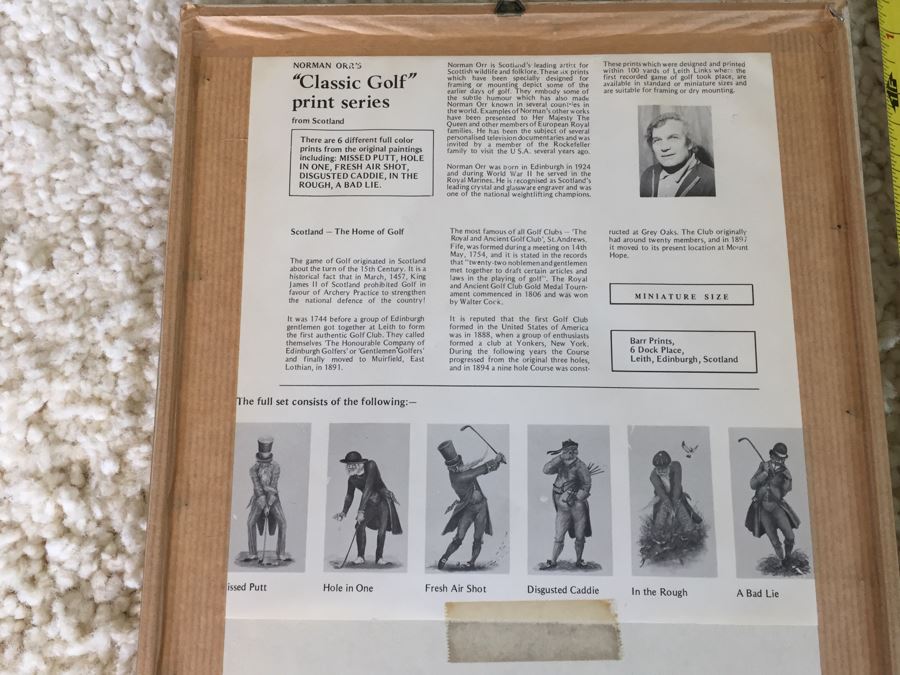 NORMAN ORR'S
"Classic Golf"
print series
from Scotland
There are 6 different full color
prints from the original paintings
including: MISSED PUTT, HOLE
IN ONE, FRESH AIR SHOT,
DISGUSTED CADDIE, IN THE
ROUGH, A BAD LIE.
Norman Orr is Scotland's leading artist for
Scottish wildlife and folklore. These six prints
which have been specially designed for
framing or mounting depict some of the
earlier days of golf. They embody some of
the subtle humour which has also made
Norman Orr known in several countries in
the world. Examples of Norman's other works
have been presented to Her Majesty The
Queen and other members of European Royal
families. He has been the subject of several
personalised television documentaries and was
invited by a member of the Rockefeller
family to visit the U.S.A. several years ago.
Norman Orr was born in Edinburgh in 1924
and during World War II he served in the
Royal Marines. He is recognised as Scotland's
leading crystal and glassware engraver and was
one of the national weightlifting champions.
These prints which were designed and printed
within 100 yards of Leith Links where the
first recorded game of golf took place, are
available in standard or miniature sizes and
are suitable for framing or dry mounting.
Scotland — The Home of Golf
The game of Golf originated in Scotland
about the turn of the 15th Century. It is a
historical fact that in March, 1457, King
James II of Scotland prohibited Golf in
favour of Archery Practice to strengthen
the national defence of the country!
It was 1744 before a group of Edinburgh
gentlemen got together at Leith to form
the first authentic Golf Club. They called
themselves 'The Honourable Company of
Edinburgh Golfers' or 'Gentlemen Golfers'
and finally moved to Muirfield, East
Lothian, in 1891.
The most famous of all Golf Clubs — 'The
Royal and Ancient Golf Club', St.Andrews,
Fife, was formed during a meeting on 14th
May, 1754, and it is stated in the records
that "twenty-two noblemen and gentlemen
met together to draft certain articles and
laws in the playing of golf". The Royal
and Ancient Golf Club Gold Medal Tourn-
ament commenced in 1806 and was won
by Walter Cock.
It is reputed that the first Golf Club
formed in the United States of America
was in 1888, when a group of enthusiasts
formed a club at Yonkers, New York.
During the following years the Course
progressed from the original three holes,
and in 1894 a nine hole Course was const-
ructed at Grey Oaks. The Club originally
had around twenty members, and in 1897
it moved to its present location at Mount
Hope.
MINIATURE SIZE
Barr Prints,
6 Dock Place,
Leith, Edinburgh, Scotland
The full set consists of the following:—
issed Putt
Hole in One
Fresh Air Shot
Disgusted Caddie
In the Rough
A Bad Lie